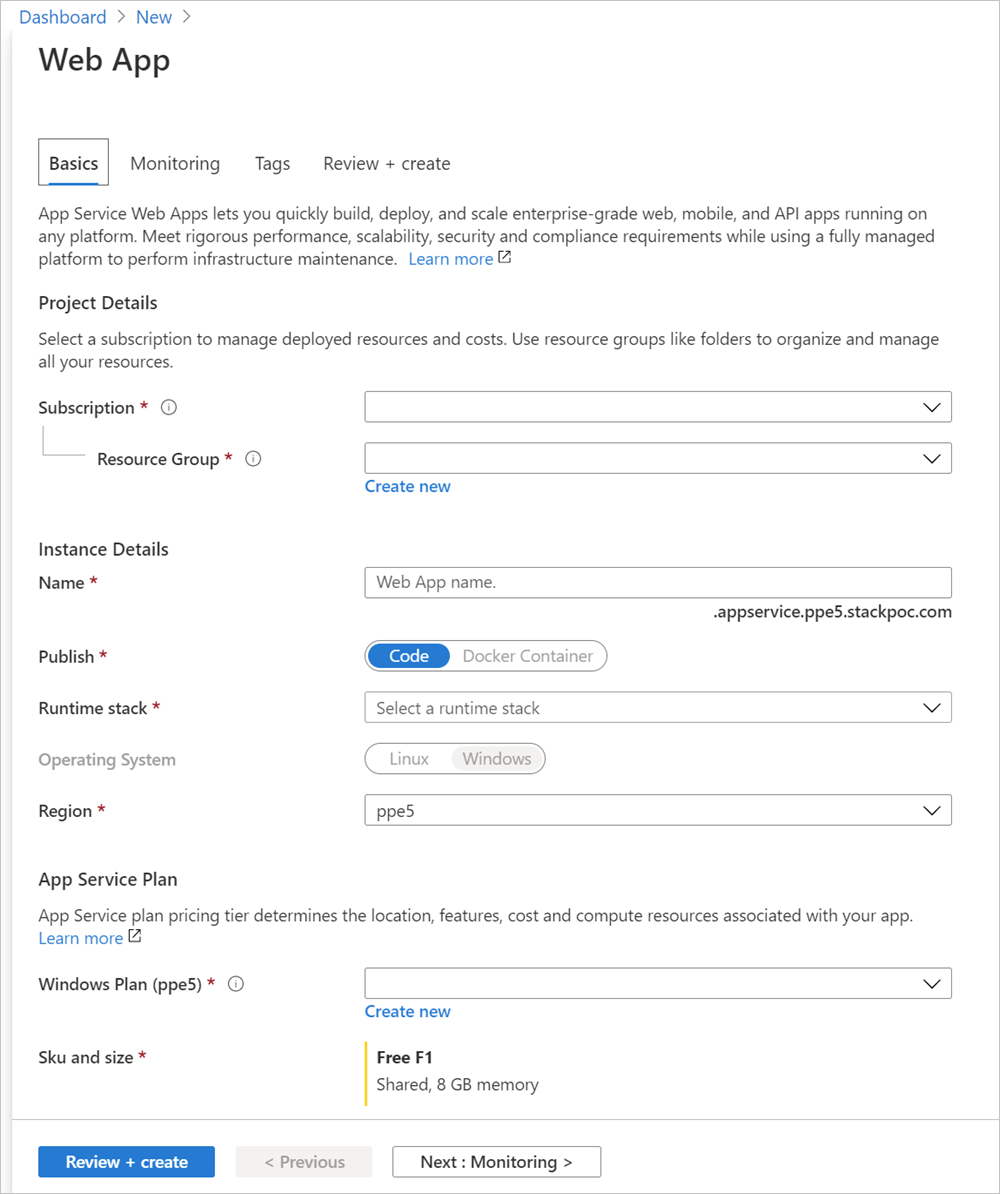 Dashboard > New >
Web App
Basics Monitoring Tags Review + create
App Service Web Apps lets you quickly build, deploy, and scale enterprise-grade web, mobile, and API apps running on
any platform. Meet rigorous performance, scalability, security and compliance requirements while using a fully managed
platform to perform infrastructure maintenance. Learn more
Project Details
Select a subscription to manage deployed resources and costs. Use resource groups like folders to organize and manage
all your resources.
Subscription *
Resource Group *
Create new
Instance Details
Name * Web App name.
.appservice.ppe5.stackpoc.com
Publish * Code Docker Container
Runtime stack * Select a runtime stack
Operating System Linux Windows
Region * ppe5
App Service Plan
App Service plan pricing tier determines the location, features, cost and compute resources associated with your app.
Learn more
Windows Plan (ppe5) *
Create new
Sku and size * Free F1
Shared, 8 GB memory
Review + create < Previous Next : Monitoring >